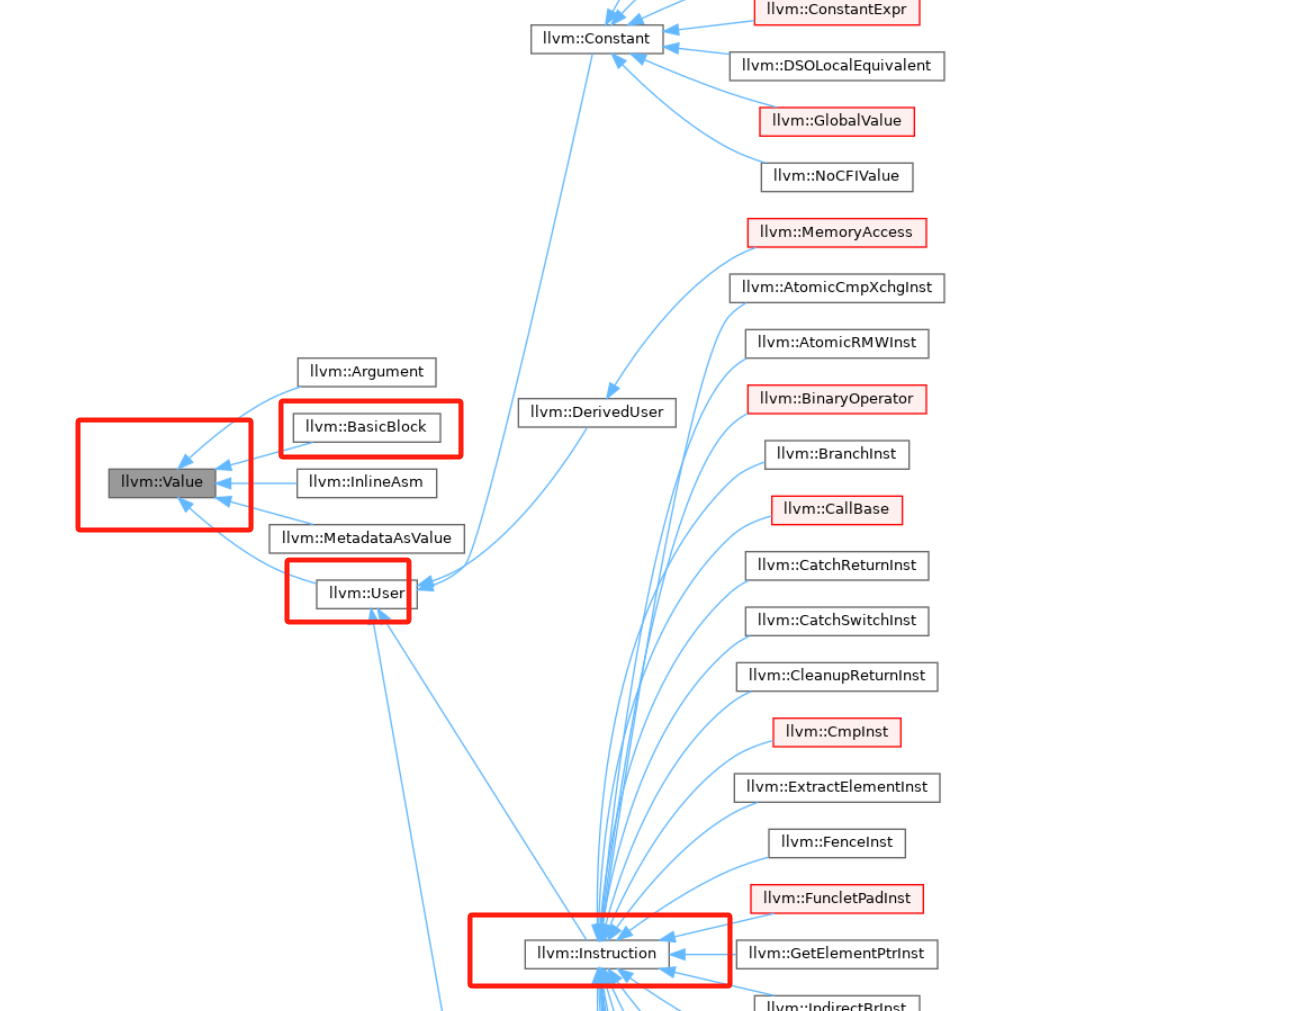 llvm::ConstantExpr
llvm::Constant
llvm::DSOLocalEquivalent
llvm::GlobalValue
llvm::NoCFIValue
llvm::MemoryAccess
llvm::AtomicCmpXchgInst
llvm::AtomicRMWInst
llvm::Argument
llvm::BinaryOperator
llvm::DerivedUser
llvm::BasicBlock
llvm::BranchInst
llvm::Value
llvm::InlineAsm
llvm::CallBase
llvm::MetadataAsValue
llvm::CatchReturnInst
llvm::User
llvm::CatchSwitchInst
llvm::CleanupReturnInst
llvm::CmpInst
llvm::ExtractElementInst
llvm::FenceInst
llvm::FuncletPadInst
llvm::Instruction
llvm::GetElementPtrInst
llvm::IndirectBrInst